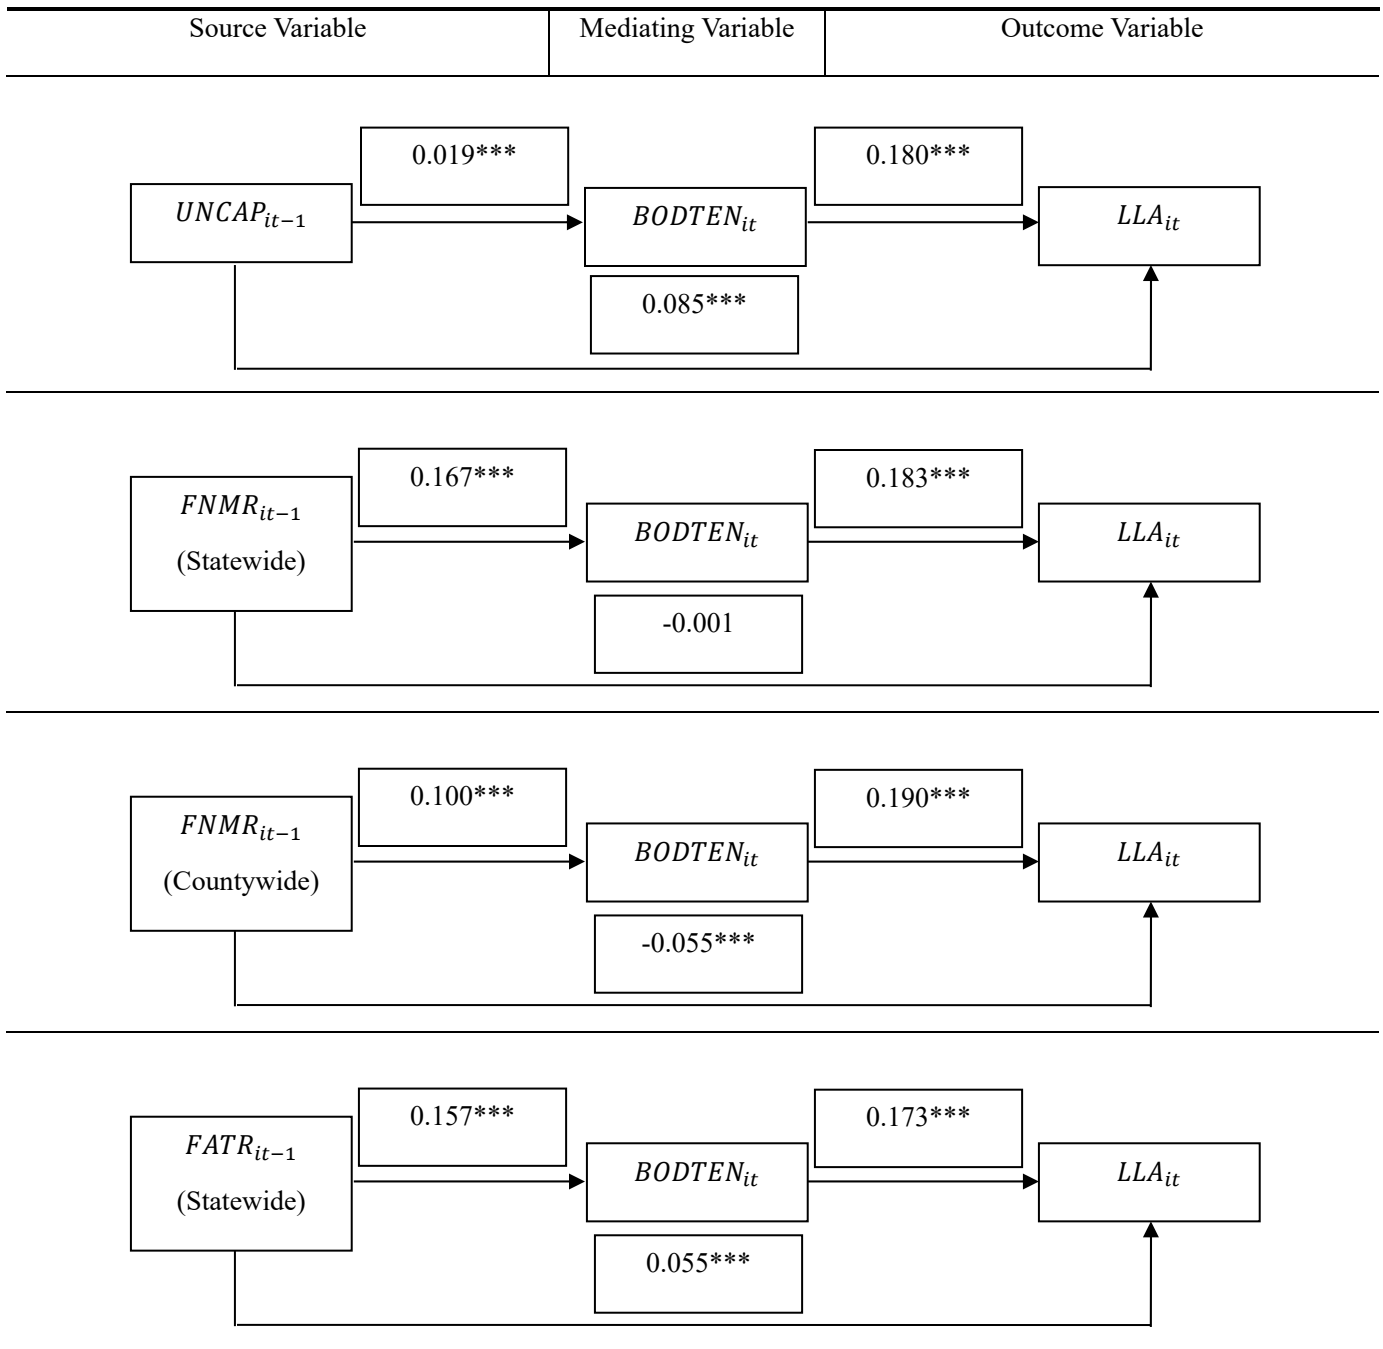 Source Variable Mediating Variable Outcome Variable
0.019*** 0.180***
UNCAP_{it−1} BODTEN_{it} LLA_{it}
0.085***
0.167*** 0.183***
FNMR_{it−1}
(Statewide)
BODTEN_{it} LLA_{it}
-0.001
0.100*** 0.190***
FNMR_{it−1}
(Countywide)
BODTEN_{it} LLA_{it}
-0.055***
0.157*** 0.173***
FATR_{it−1}
(Statewide)
BODTEN_{it} LLA_{it}
0.055***